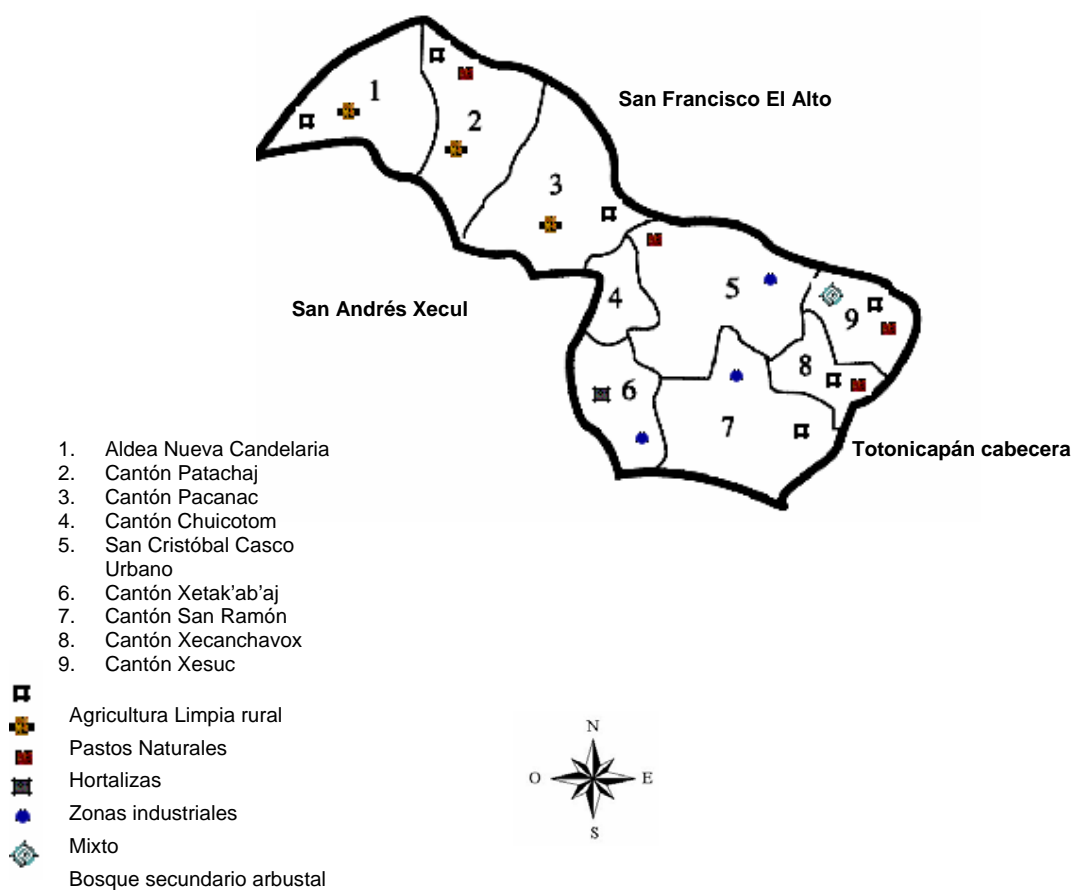 San Francisco El Alto
1
2
3
San Andrés Xecul
4
5
9
8
6
7
Totonicapán cabecera
1. Aldea Nueva Candelaria
2. Cantón Patachaj
3. Cantón Pacanac
4. Cantón Chuicotom
5. San Cristóbal Casco
Urbano
6. Cantón Xetak’ab’aj
7. Cantón San Ramón
8. Cantón Xecanchavox
9. Cantón Xesuc
Agricultura Limpia rural
Pastos Naturales
Hortalizas
Zonas industriales
Mixto
Bosque secundario arbustal
N
O E
S